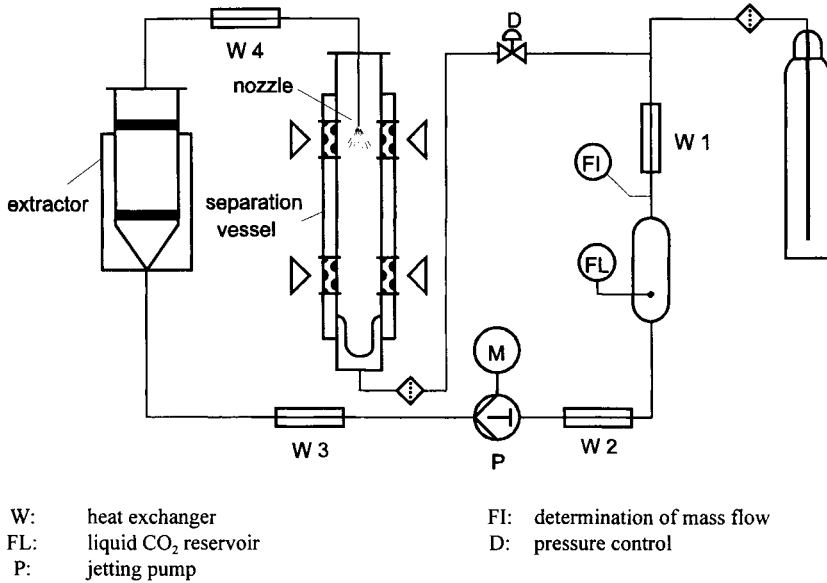 D
W 4
nozzle
W 1
FI
extractor
separation
vessel
FL
M
W 3
P
W 2
W: heat exchanger
FL: liquid CO₂ reservoir
P: jetting pump
FI: determination of mass flow
D: pressure control